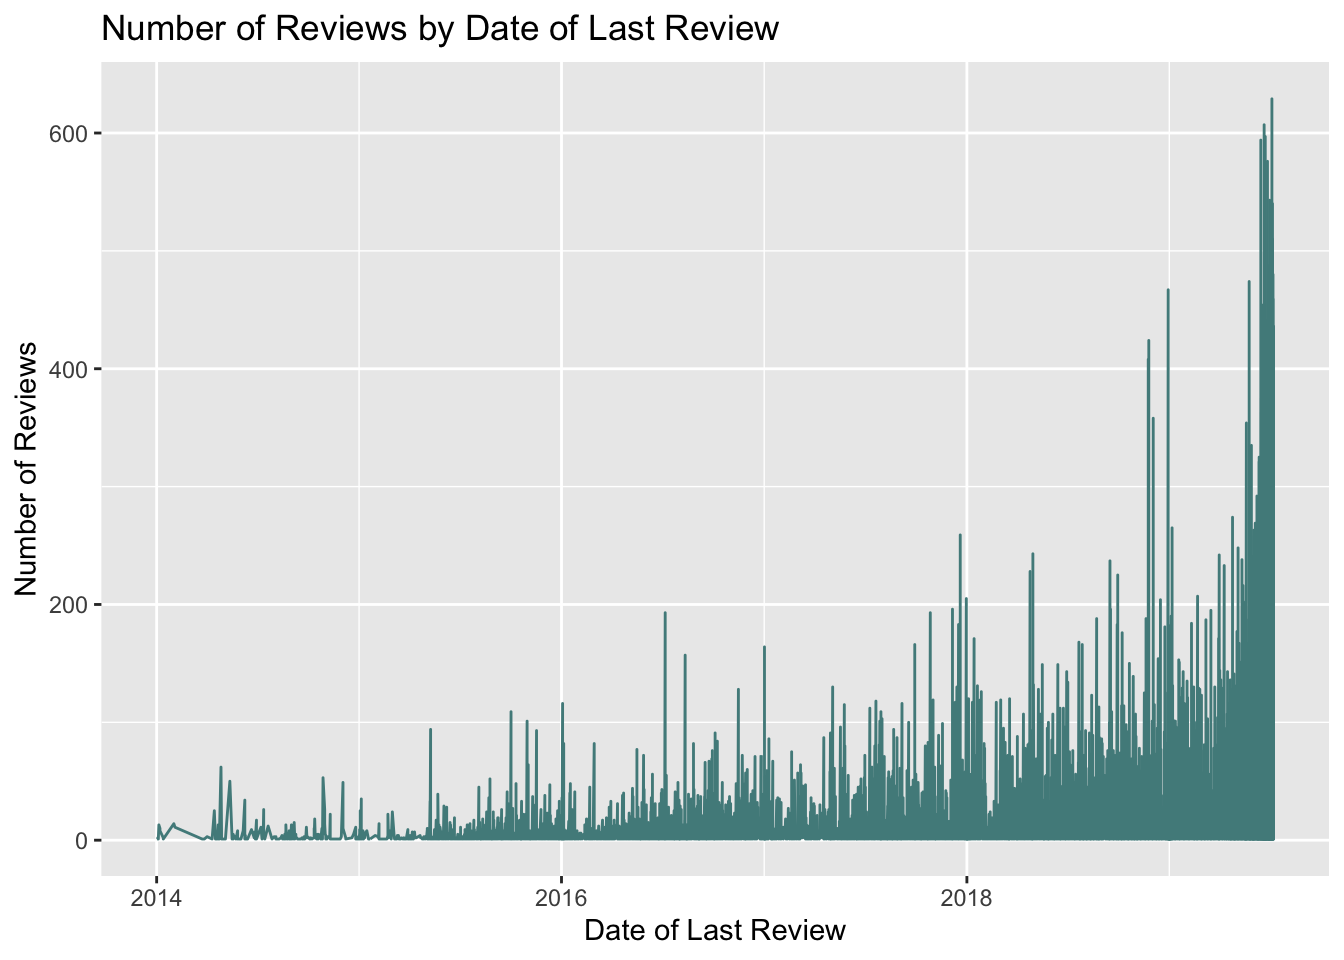 Number of Reviews by Date of Last Review
Number of Reviews
600
400
200
0
2014
2016
2018
Date of Last Review